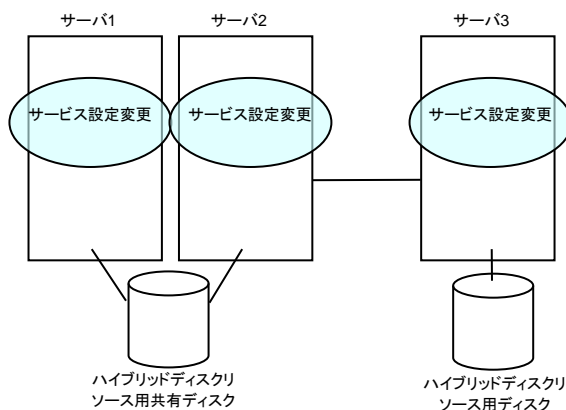 サーバ1
サーバ2
サーバ3
サービス設定変更
サービス設定変更
サービス設定変更
ハイブリッドディスクリ
ソース用共有ディスク
ハイブリッドディスクリ
ソース用ディスク